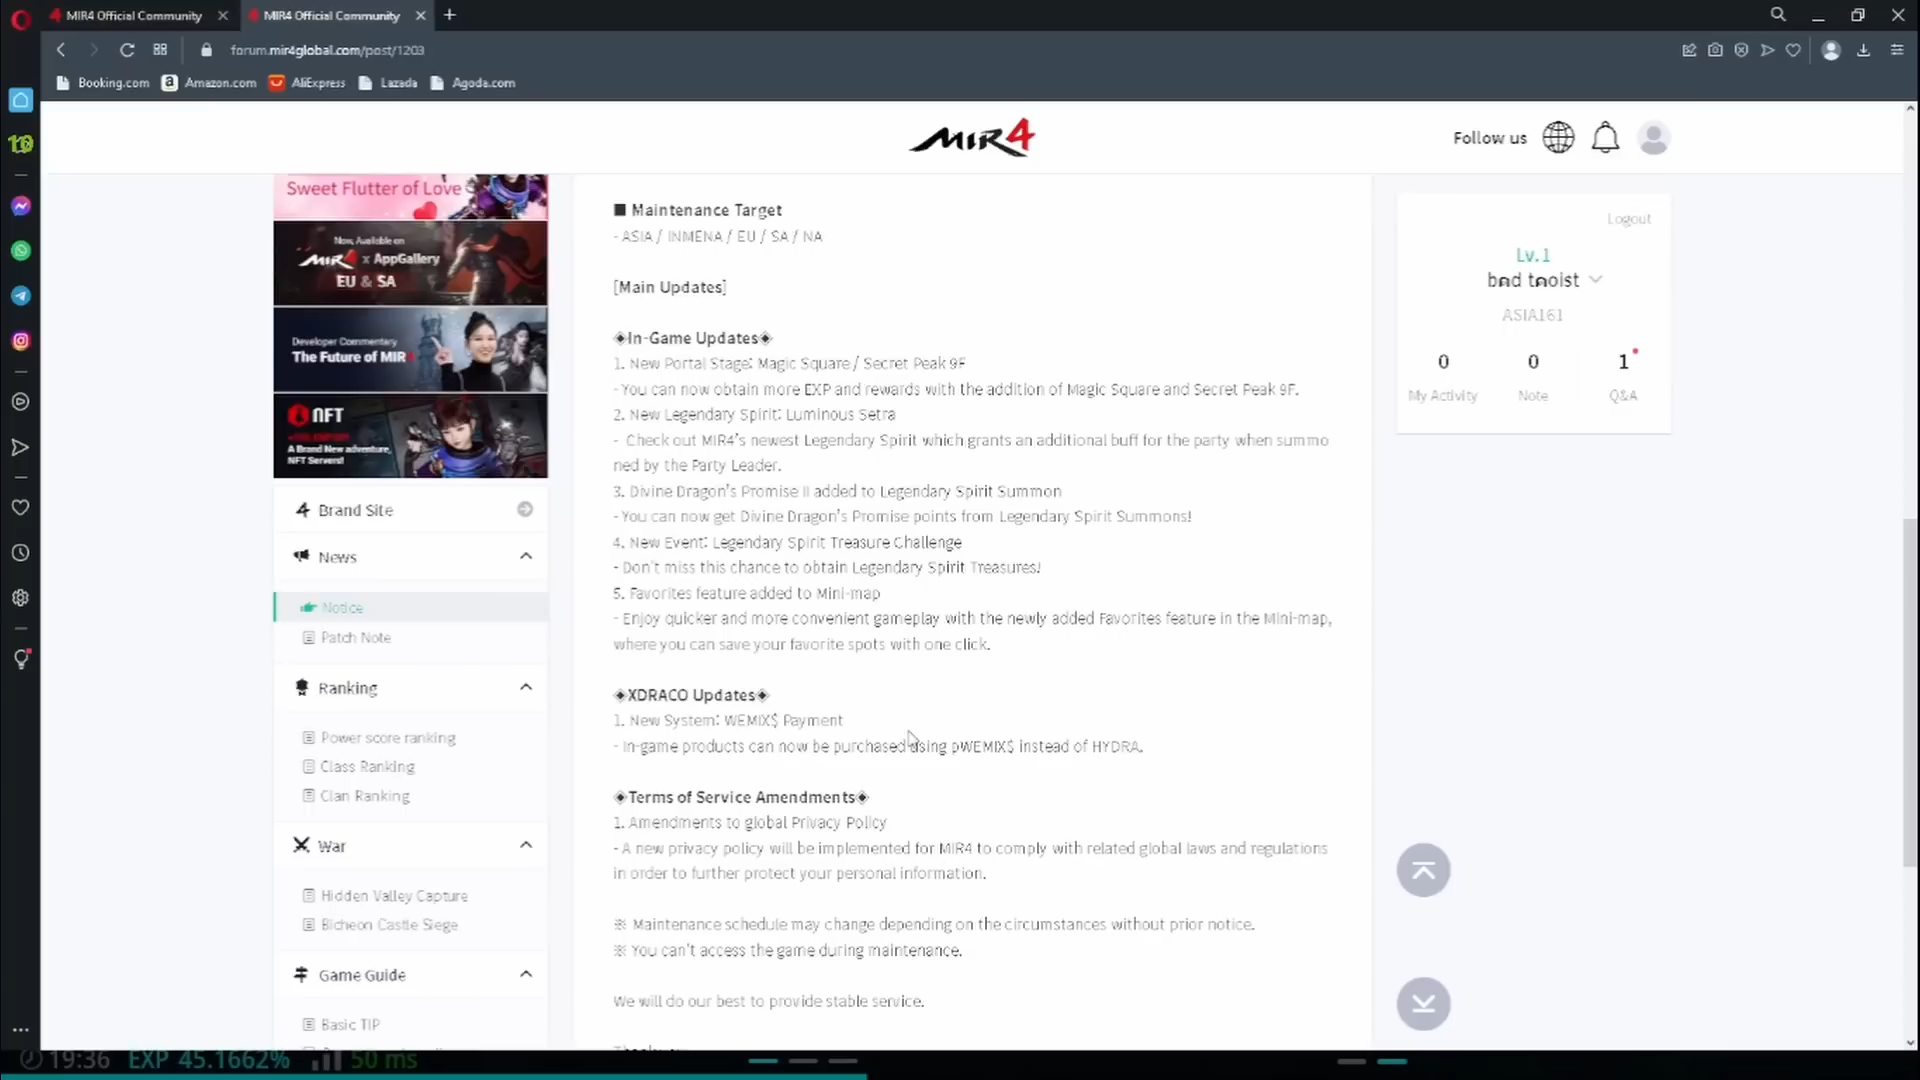 MIR4 Official Community
MIR4 Official Community
forum.mir4global.com/post/1203
Booking.com
Amazon.com
AliExpress
Lazada
Agoda.com
MIR4
Follow us
Sweet Flutter of Love
Now, Available on
MIR4 x AppGallery
EU & SA
Developer Commentary
The Future of MIR4
NFT
A Brand New adventure,
NFT Servers!
Brand Site
News
Notice
Patch Note
Ranking
Power score ranking
Class Ranking
Clan Ranking
War
Hidden Valley Capture
Bicheon Castle Siege
Game Guide
Basic TIP
■ Maintenance Target
- ASIA / INMENA / EU / SA / NA
[Main Updates]
◈In-Game Updates◈
1. New Portal Stage: Magic Square / Secret Peak 9F
- You can now obtain more EXP and rewards with the addition of Magic Square and Secret Peak 9F.
2. New Legendary Spirit: Luminous Setra
- Check out MIR4's newest Legendary Spirit which grants an additional buff for the party when summo
ned by the Party Leader.
3. Divine Dragon's Promise II added to Legendary Spirit Summon
- You can now get Divine Dragon's Promise points from Legendary Spirit Summons!
4. New Event: Legendary Spirit Treasure Challenge
- Don't miss this chance to obtain Legendary Spirit Treasures!
5. Favorites feature added to Mini-map
- Enjoy quicker and more convenient gameplay with the newly added Favorites feature in the Mini-map,
where you can save your favorite spots with one click.
◈XDRACO Updates◈
1. New System: WEMIX$ Payment
- In-game products can now be purchased using pWEMIX$ instead of HYDRA.
◈Terms of Service Amendments◈
1. Amendments to global Privacy Policy
- A new privacy policy will be implemented for MIR4 to comply with related global laws and regulations
in order to further protect your personal information.
※ Maintenance schedule may change depending on the circumstances without prior notice.
※ You can't access the game during maintenance.
We will do our best to provide stable service.
Logout
Lv.1
bad taoist
ASIA161
0
0
1
My Activity
Note
Q&A
19:36 EXP 45.1662% 50 ms